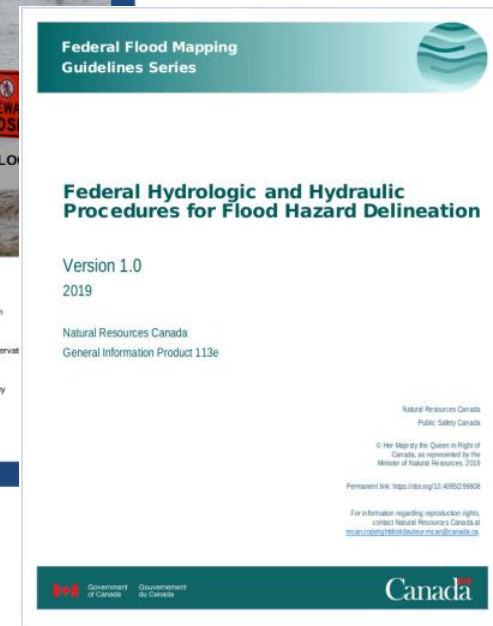 Federal Flood Mapping
Guidelines Series
Federal Hydrologic and Hydraulic
Procedures for Flood Hazard Delineation
Version 1.0
2019
Natural Resources Canada
General Information Product 113e
Natural Resources Canada
Public Safety Canada
© Her Majesty the Queen in Right of
Canada, as represented by the
Minister of Natural Resources, 2019
Permanent link: https://doi.org/10.4095/299808
For information regarding reproduction rights,
contact Natural Resources Canada at
nrcan.copyrightdroitdauteur.rncan@canada.ca.
Government
of Canada
Gouvernement
du Canada
Canada